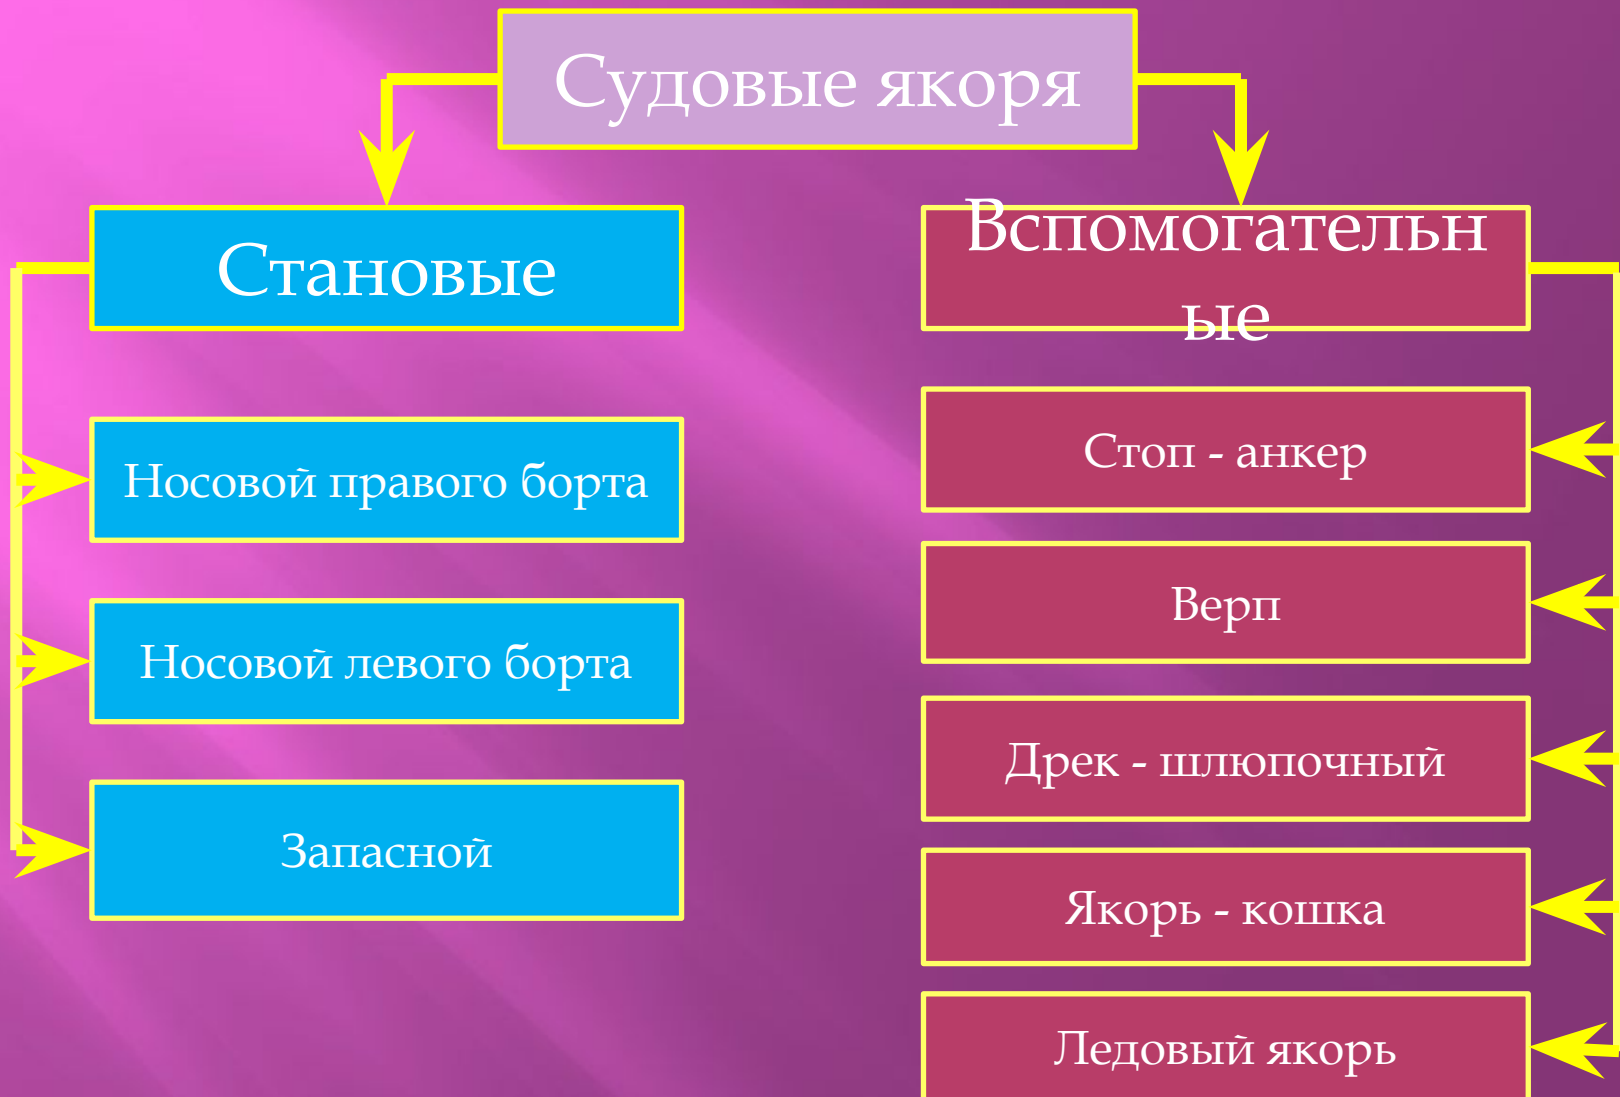 Судовые якоря
Становые
Вспомогательн
ые
Носовой правого борта
Носовой левого борта
Запасной
Стоп - анкер
Верп
Дрек - шлюпочный
Якорь - кошка
Ледовый якорь